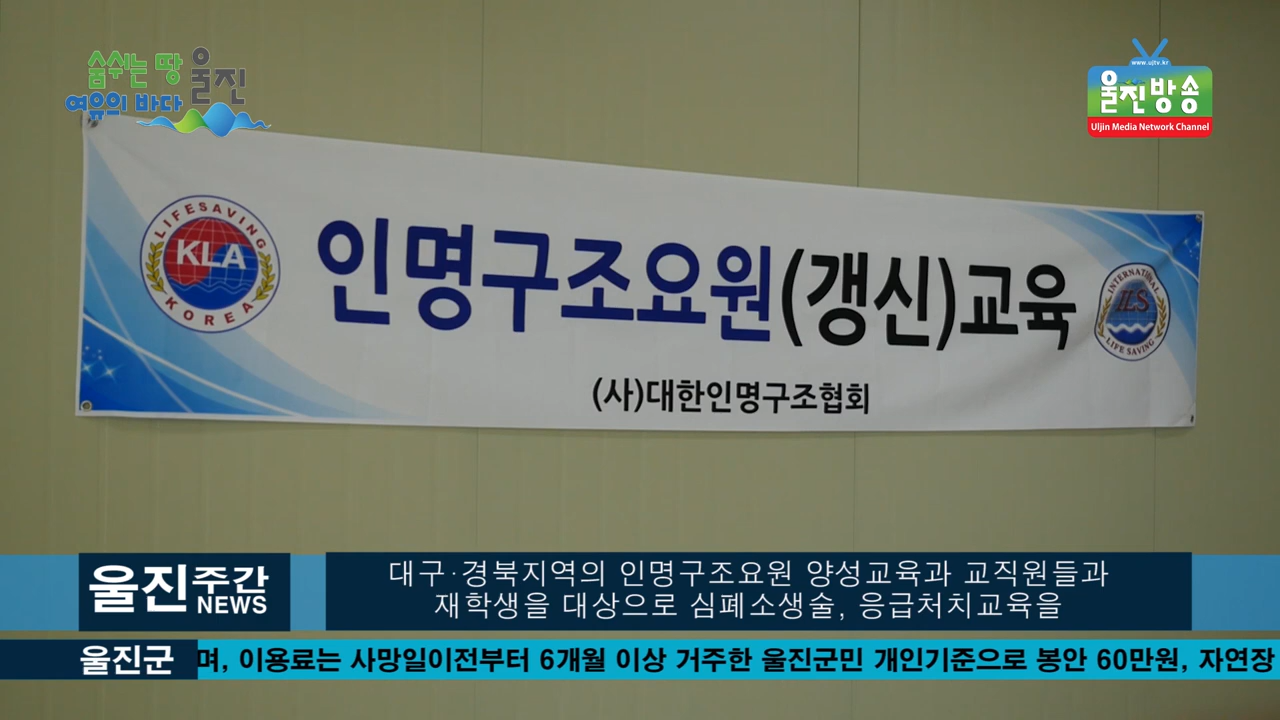 숨쉬는 땅 울진
여유의 바다
www.ujtv.kr
울진방송
Uljin Media Network Channel
LIFESAVING
KLA
KOREA
인명구조요원(갱신)교육
INTERNATIONAL
ILS
LIFE SAVING
(사)대한인명구조협회
울진주간
NEWS
대구·경북지역의 인명구조요원 양성교육과 교직원들과
재학생을 대상으로 심폐소생술, 응급처치교육을
울진군
며, 이용료는 사망일이전부터 6개월 이상 거주한 울진군민 개인기준으로 봉안 60만원, 자연장